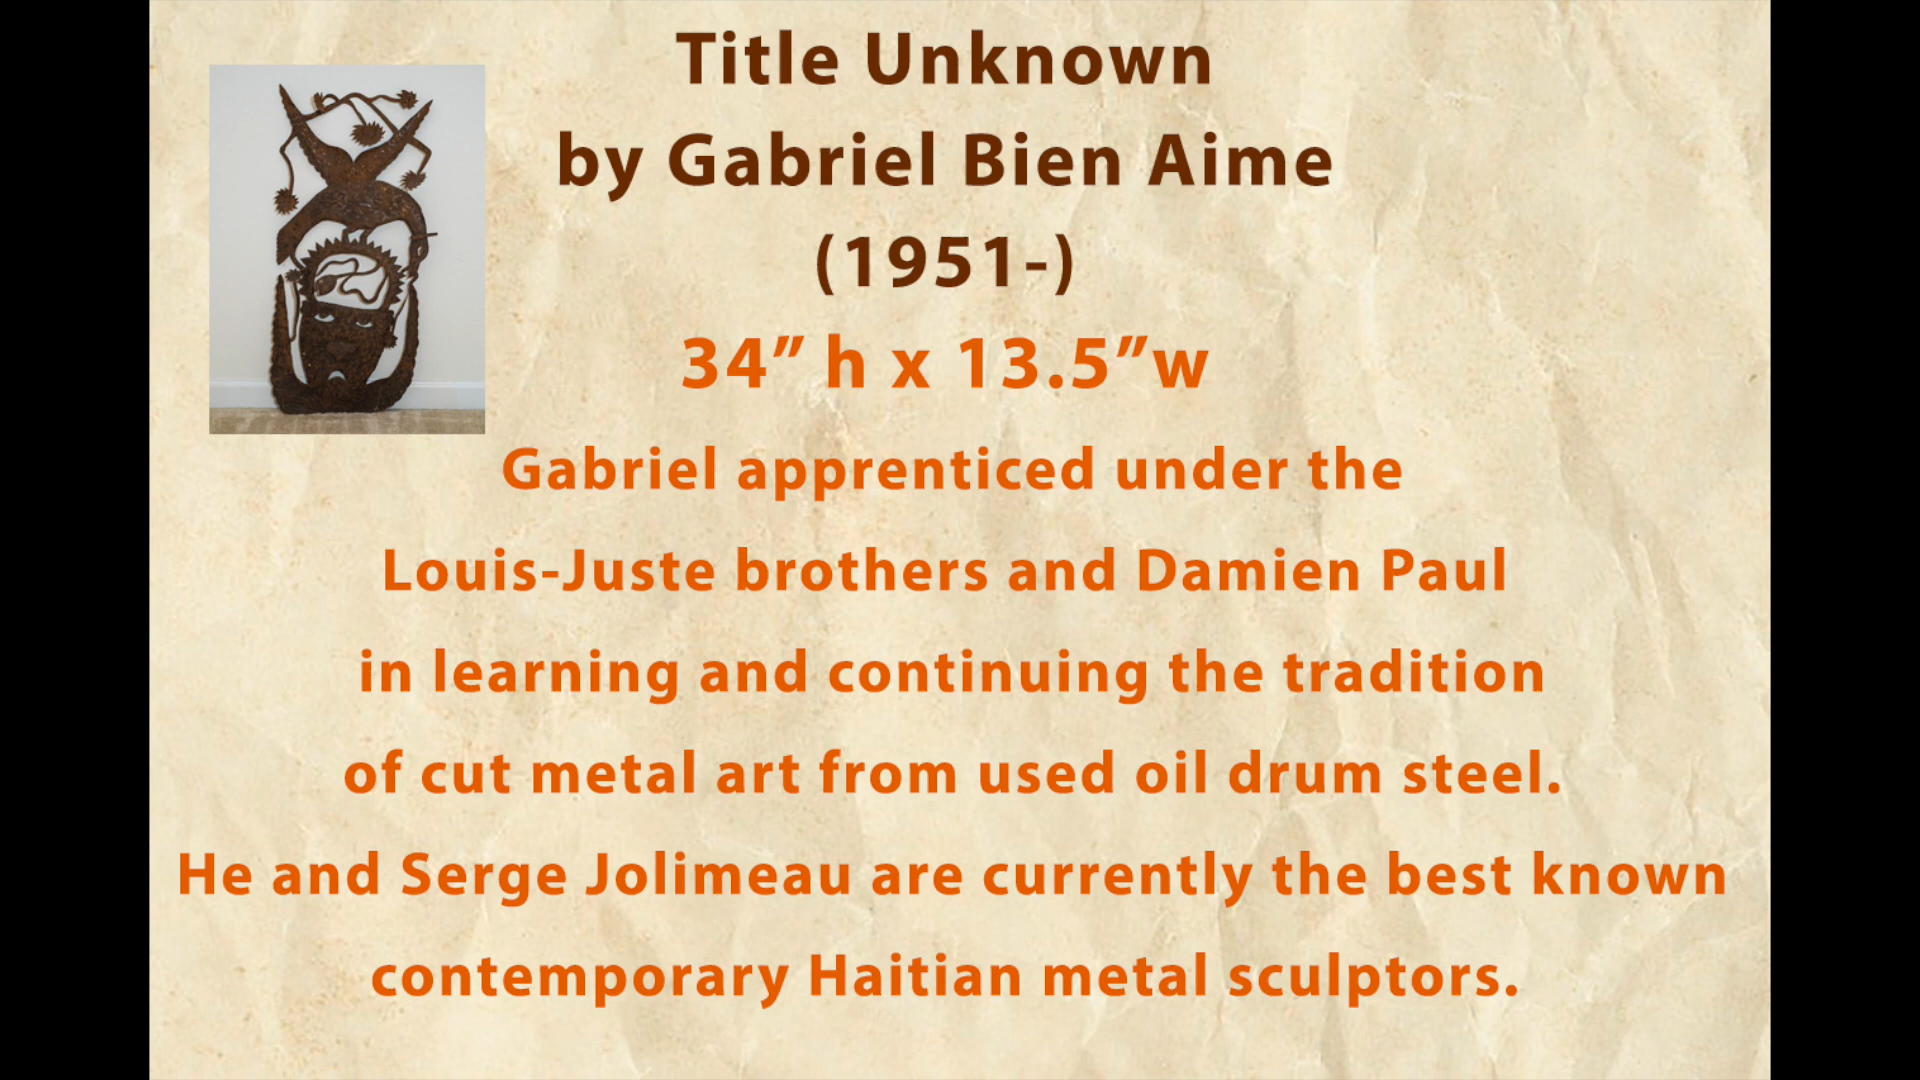 Title Unknown
by Gabriel Bien Aime
(1951-)
34” h x 13.5”w
Gabriel apprenticed under the
Louis-Juste brothers and Damien Paul
in learning and continuing the tradition
of cut metal art from used oil drum steel.
He and Serge Jolimeau are currently the best known
contemporary Haitian metal sculptors.